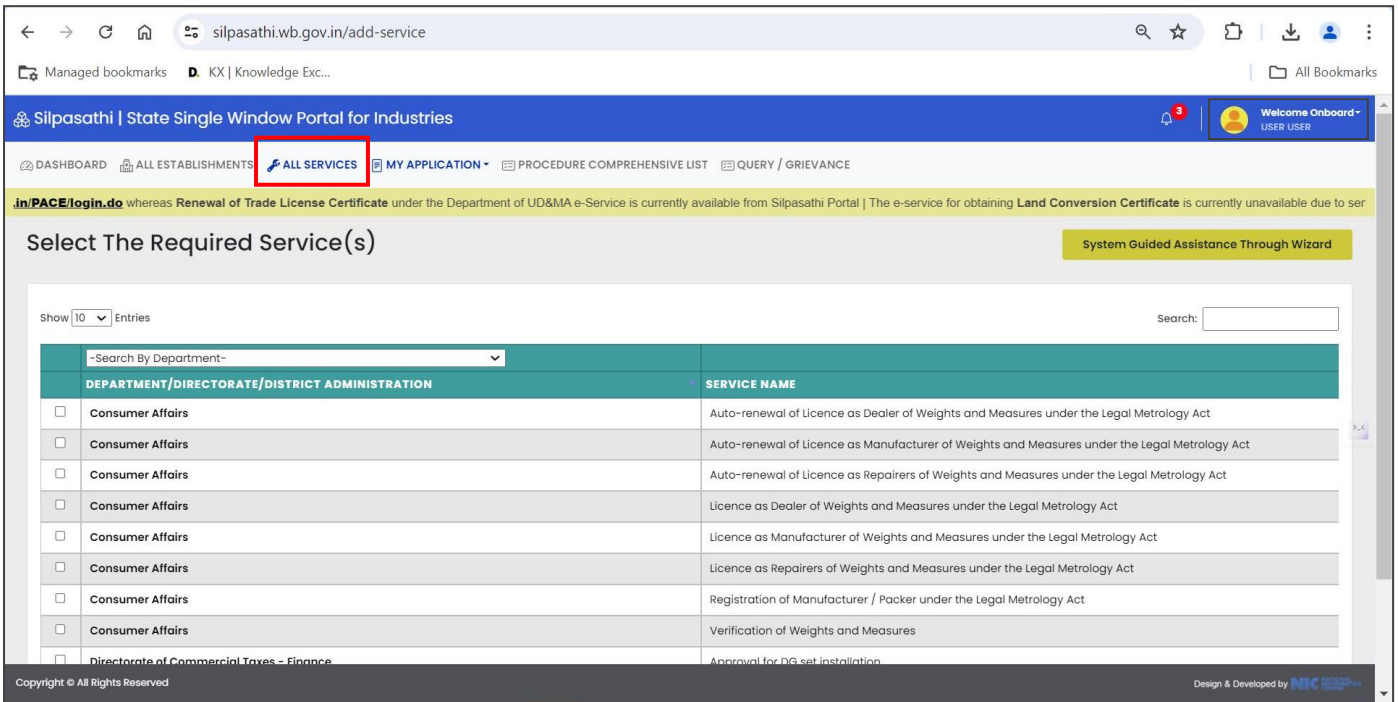 silpasathi.wb.gov.in/add-service
Managed bookmarks D. KX | Knowledge Exc... All Bookmarks
Silpasathi | State Single Window Portal for Industries 3 Welcome Onboard
USER USER
DASHBOARD ALL ESTABLISHMENTS ALL SERVICES MY APPLICATION PROCEDURE COMPREHENSIVE LIST QUERY / GRIEVANCE
.in/PACE/login.do whereas Renewal of Trade License Certificate under the Department of UD&MA e-Service is currently available from Silpasathi Portal | The e-service for obtaining Land Conversion Certificate is currently unavailable due to ser
Select The Required Service(s) System Guided Assistance Through Wizard
Show 10 Entries Search:
-Search By Department-
DEPARTMENT/DIRECTORATE/DISTRICT ADMINISTRATION SERVICE NAME
Consumer Affairs Auto-renewal of Licence as Dealer of Weights and Measures under the Legal Metrology Act
Consumer Affairs Auto-renewal of Licence as Manufacturer of Weights and Measures under the Legal Metrology Act
Consumer Affairs Auto-renewal of Licence as Repairers of Weights and Measures under the Legal Metrology Act
Consumer Affairs Licence as Dealer of Weights and Measures under the Legal Metrology Act
Consumer Affairs Licence as Manufacturer of Weights and Measures under the Legal Metrology Act
Consumer Affairs Licence as Repairers of Weights and Measures under the Legal Metrology Act
Consumer Affairs Registration of Manufacturer / Packer under the Legal Metrology Act
Consumer Affairs Verification of Weights and Measures
Directorate of Commercial Taxes - Finance Approval for DG set installation
Copyright © All Rights Reserved Design & Developed by NIC NATIONAL
INFORMATICS
CENTRE